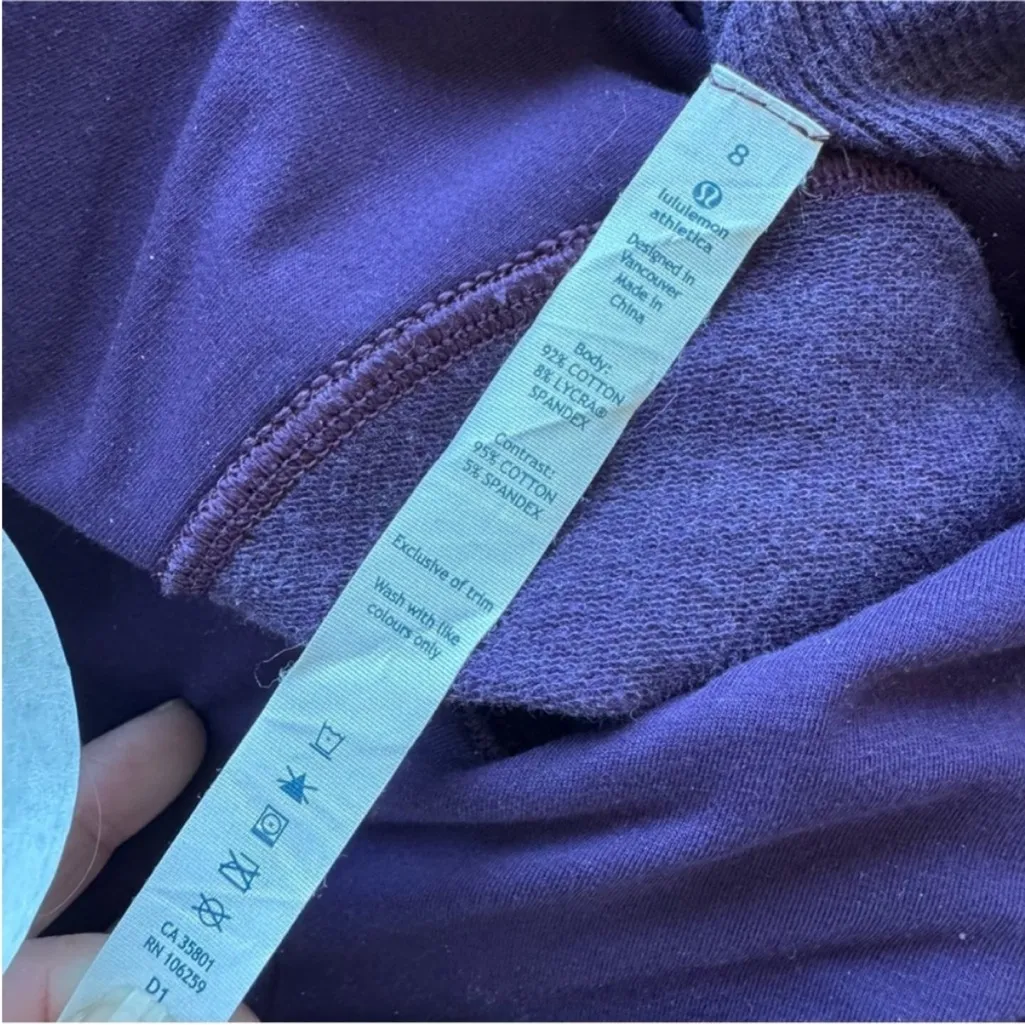 8
lululemon
athletica
Designed in
Vancouver
Made in
China
Body:
92% COTTON
8% LYCRA®
SPANDEX
Contrast:
95% COTTON
5% SPANDEX
Exclusive of trim
Wash with like
colours only
CA 35801
RN 106259
D1